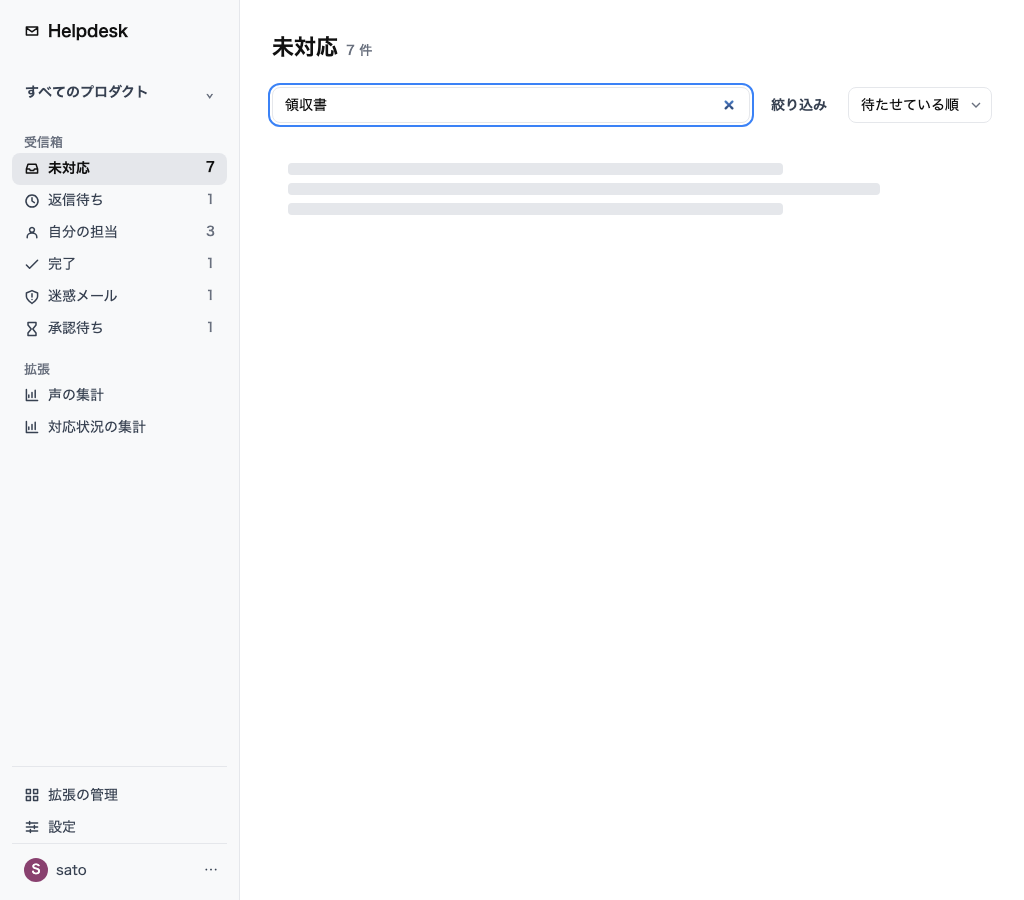 Helpdesk
すべてのプロダクト
受信箱
未対応 7
返信待ち 1
自分の担当 3
完了 1
迷惑メール 1
承認待ち 1
拡張
声の集計
対応状況の集計
拡張の管理
設定
S sato
未対応 7 件
領収書
絞り込み
待たせている順